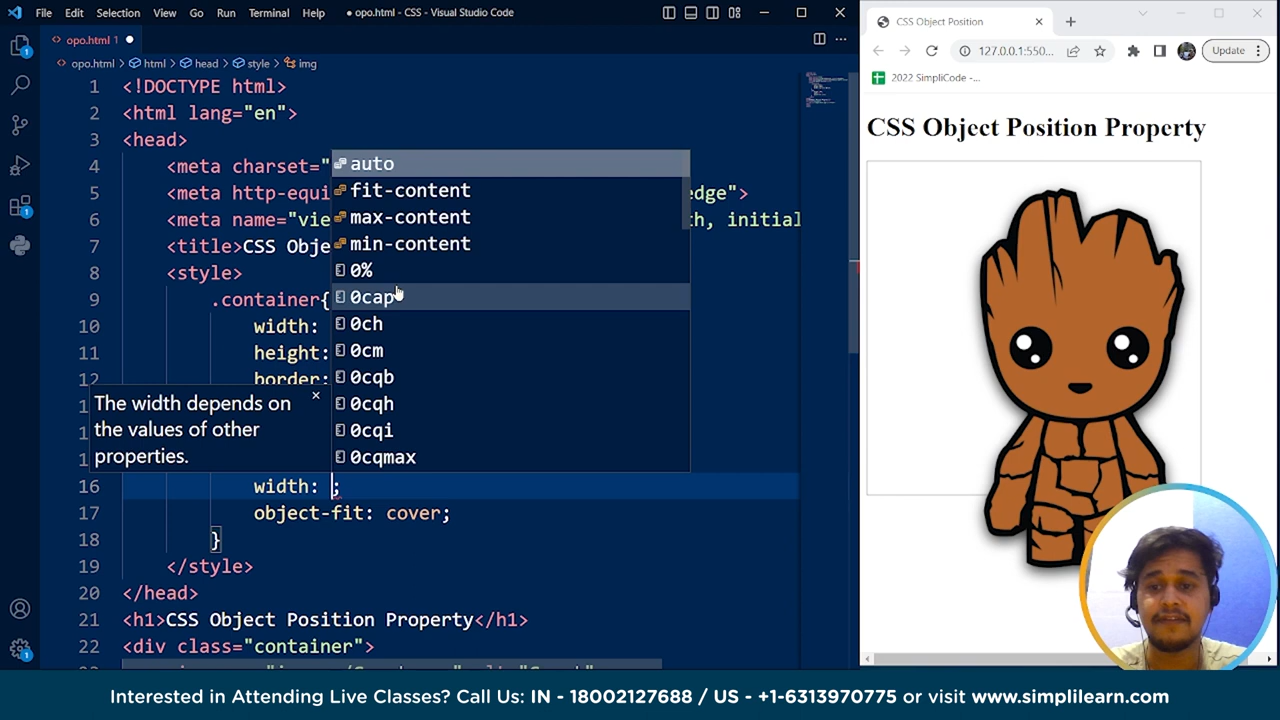 File Edit Selection View Go Run Terminal Help
● opo.html - CSS - Visual Studio Code
opo.html 1 ●
opo.html > html > head > style > img
1 <!DOCTYPE html>
2 <html lang="en">
3 <head>
4 <meta charset="
5 <meta http-equi dge">
6 <meta name="vie h, initial
7 <title>CSS Obje
8 <style>
9 .container{
10 width:
11 height:
12 border:
auto
fit-content
max-content
min-content
0%
0cap
0ch
0cm
0cqb
0cqh
0cqi
0cqmax
The width depends on ×
the values of other
properties.
16 width: ;
17 object-fit: cover;
18 }
19 </style>
20 </head>
21 <h1>CSS Object Position Property</h1>
22 <div class="container">
CSS Object Position
127.0.0.1:550...
Update
2022 SimpliCode -...
CSS Object Position Property
Interested in Attending Live Classes? Call Us: IN - 18002127688 / US - +1-6313970775 or visit www.simplilearn.com